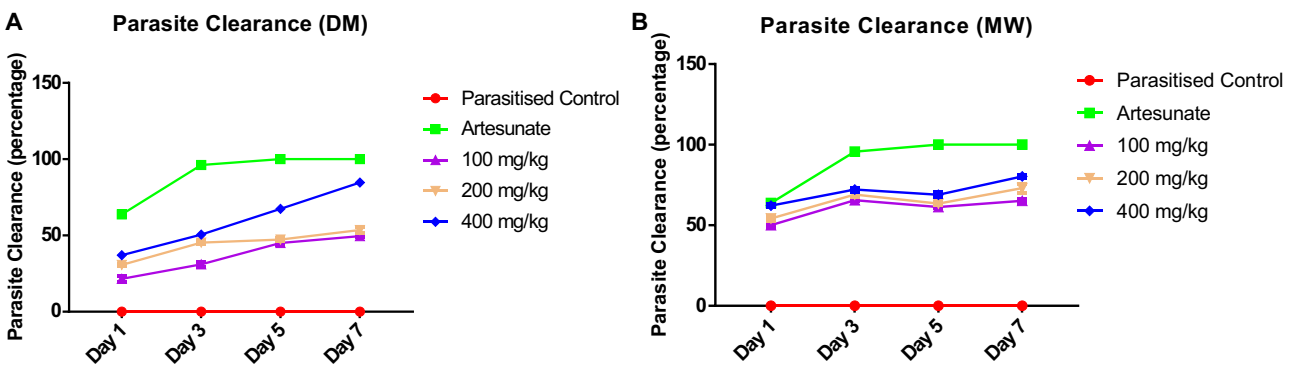 A
Parasite Clearance (DM)
Parasite Clearance (percentage)
150
100
50
0
Day 1
Day 3
Day 5
Day 7
Parasitised Control
Artesunate
100 mg/kg
200 mg/kg
400 mg/kg
B
Parasite Clearance (MW)
Parasite Clearance (percentage)
150
100
50
0
Day 1
Day 3
Day 5
Day 7
Parasitised Control
Artesunate
100 mg/kg
200 mg/kg
400 mg/kg